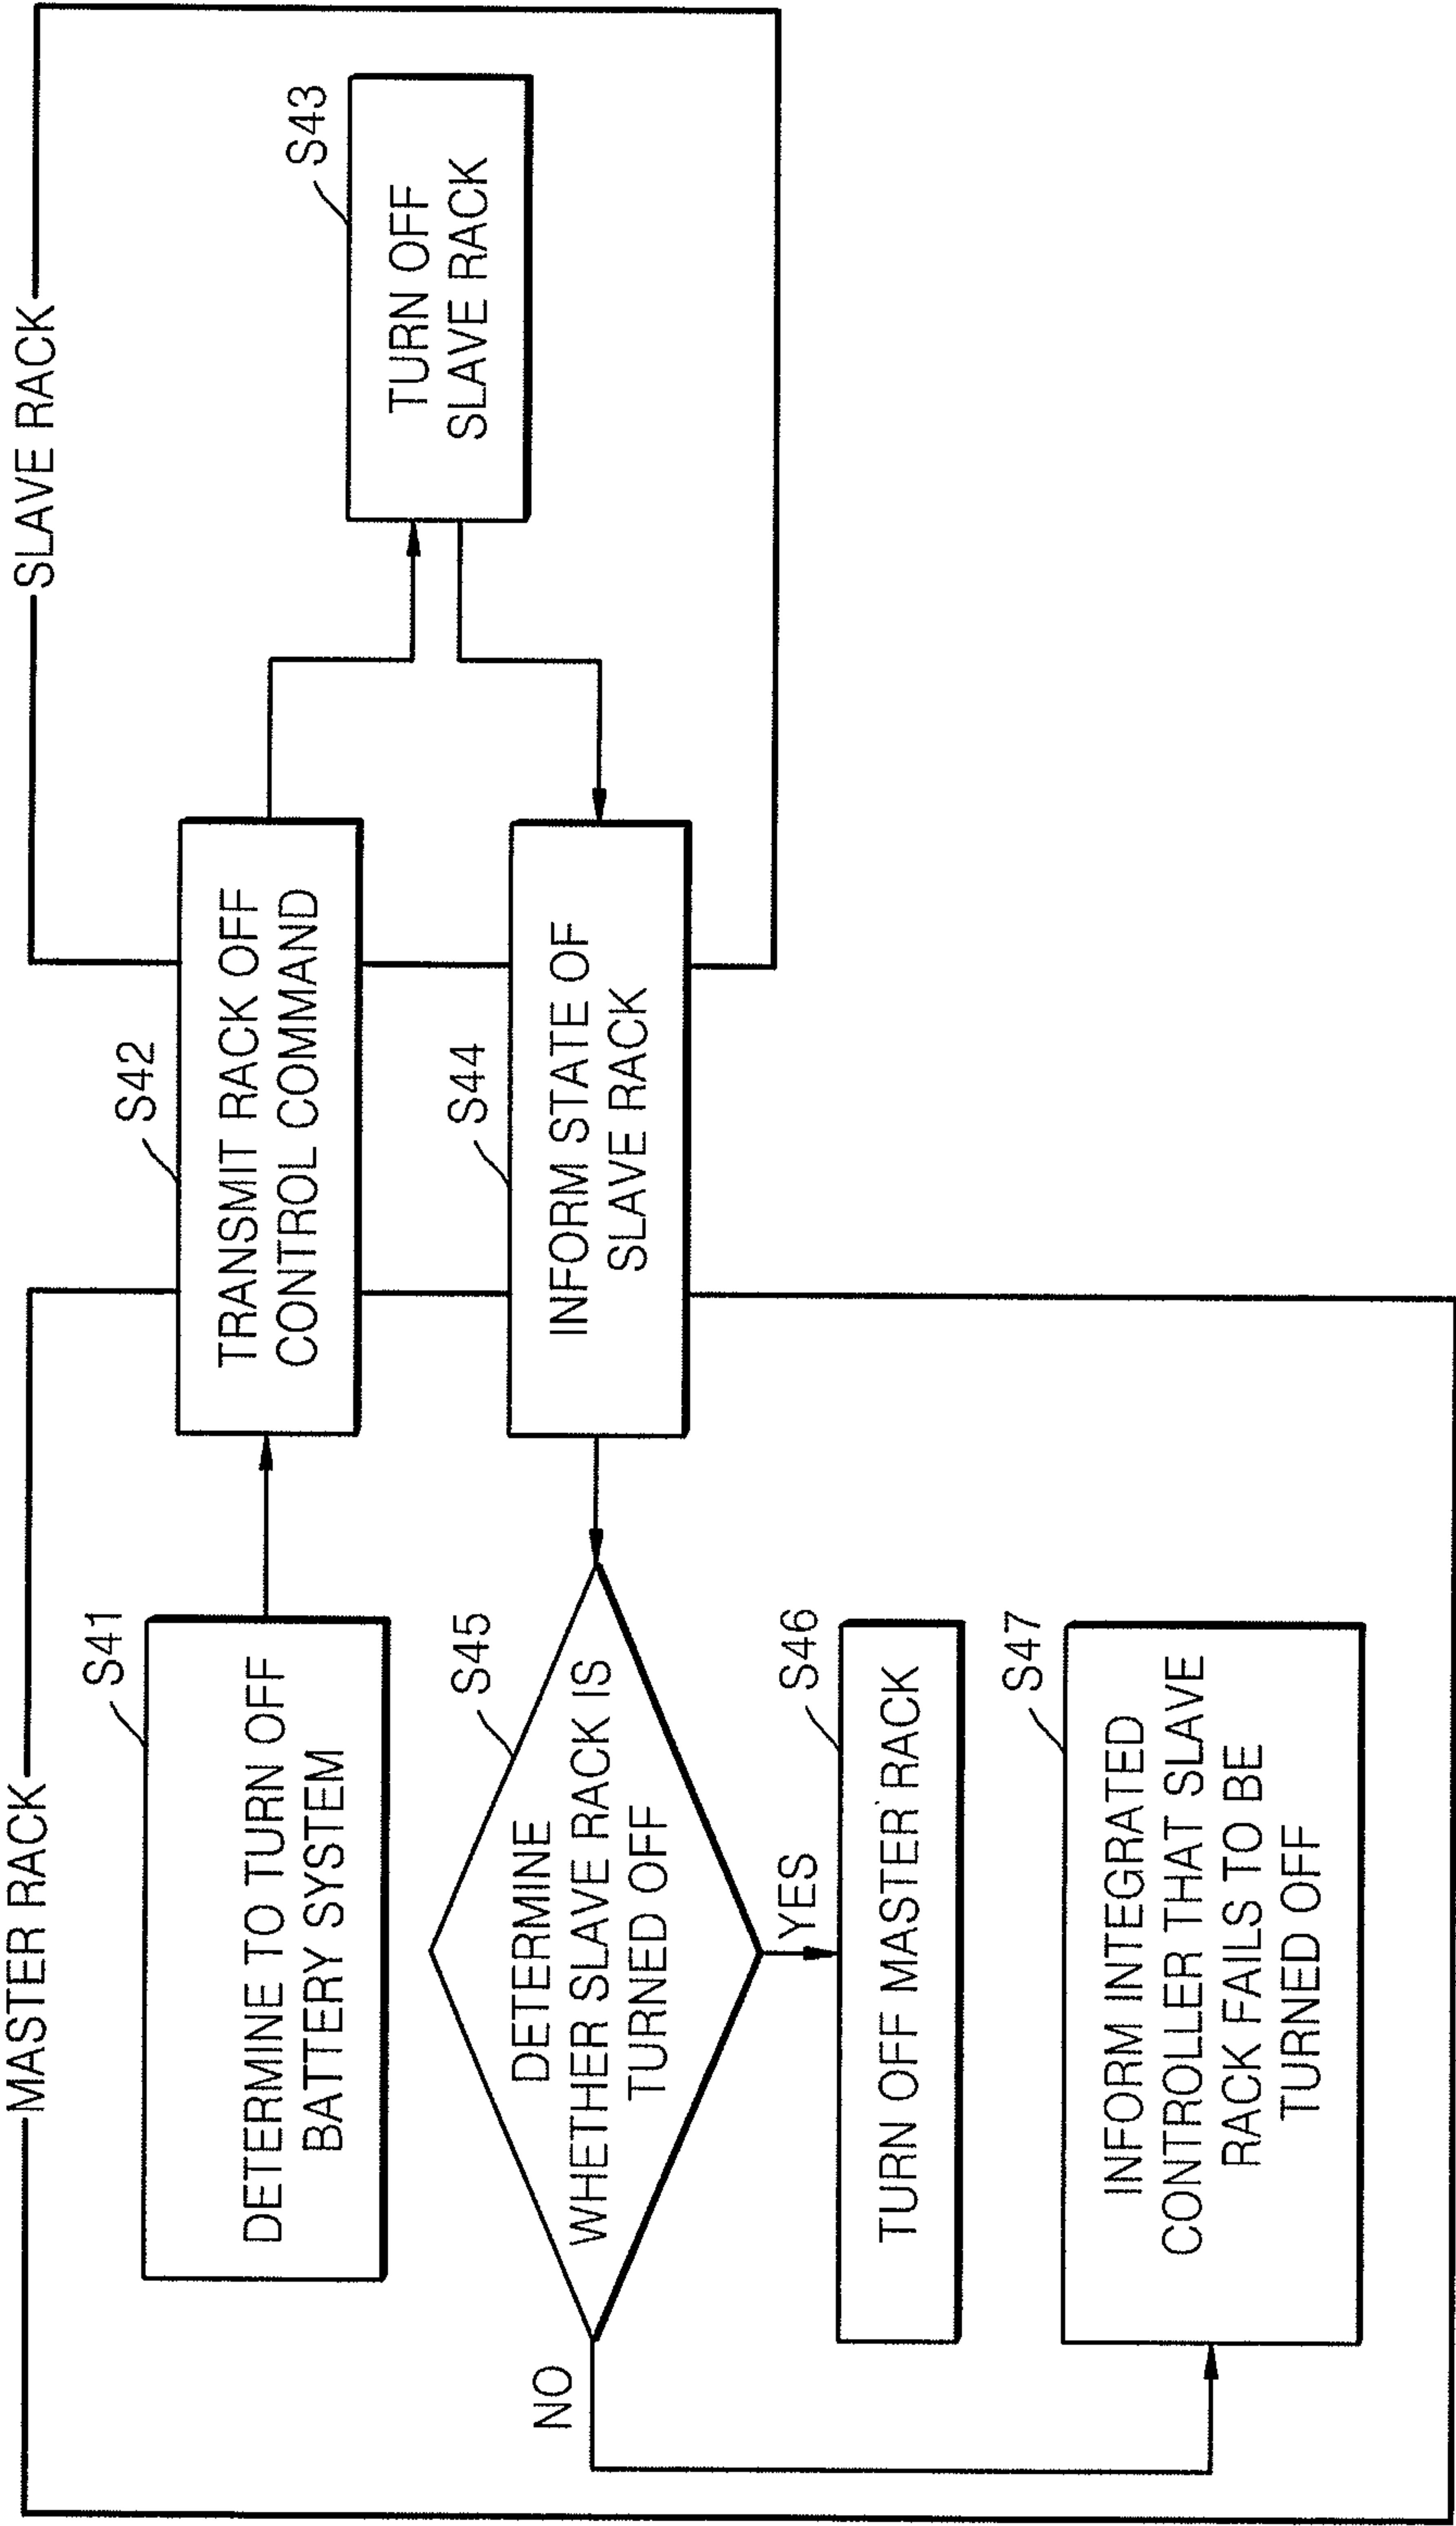 MASTER RACK
SLAVE RACK
S41
DETERMINE TO TURN OFF
BATTERY SYSTEM
S42
TRANSMIT RACK OFF
CONTROL COMMAND
S43
TURN OFF
SLAVE RACK
S44
INFORM STATE OF
SLAVE RACK
S45
DETERMINE
WHETHER SLAVE RACK IS
TURNED OFF
NO
YES
S46
TURN OFF MASTER RACK
S47
INFORM INTEGRATED
CONTROLLER THAT SLAVE
RACK FAILS TO BE
TURNED OFF